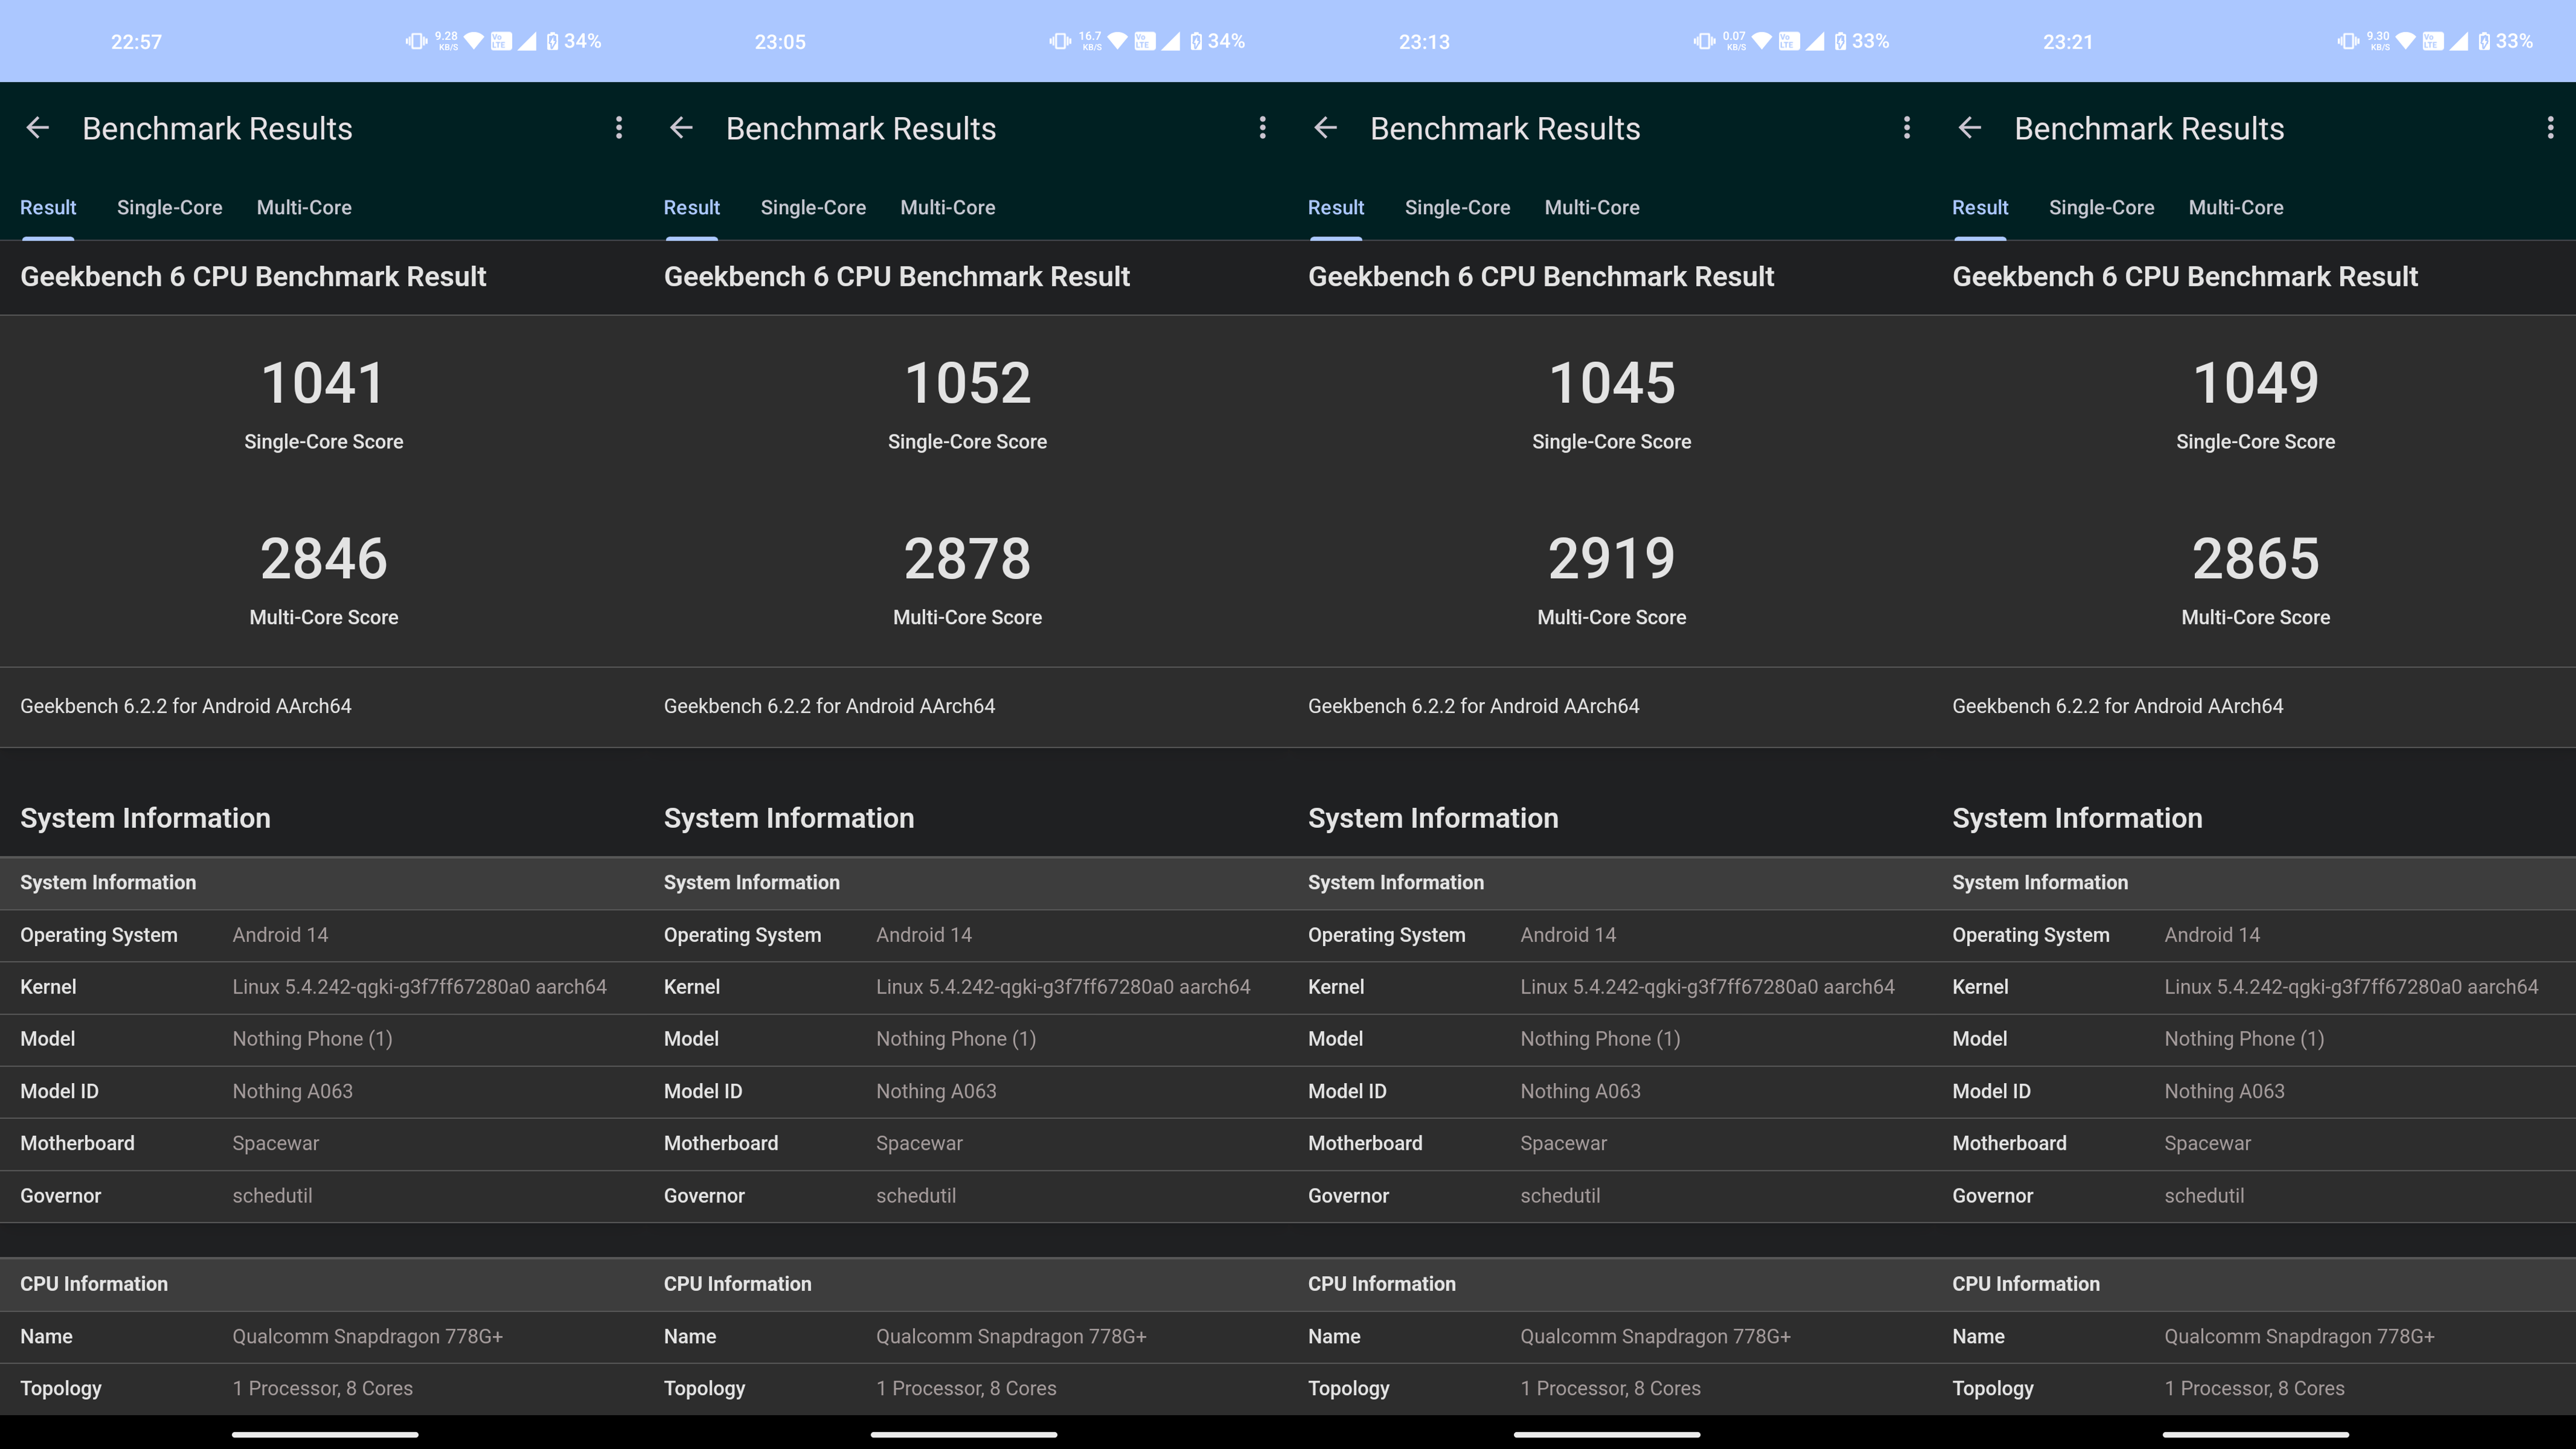 22:57 9.28 KB/S Vo LTE 34%
Benchmark Results
Result Single-Core Multi-Core
Geekbench 6 CPU Benchmark Result
1041
Single-Core Score
2846
Multi-Core Score
Geekbench 6.2.2 for Android AArch64
System Information
System Information
Operating System Android 14
Kernel Linux 5.4.242-qgki-g3f7ff67280a0 aarch64
Model Nothing Phone (1)
Model ID Nothing A063
Motherboard Spacewar
Governor schedutil
CPU Information
Name Qualcomm Snapdragon 778G+
Topology 1 Processor, 8 Cores
23:05 16.7 KB/S Vo LTE 34%
Benchmark Results
Result Single-Core Multi-Core
Geekbench 6 CPU Benchmark Result
1052
Single-Core Score
2878
Multi-Core Score
Geekbench 6.2.2 for Android AArch64
System Information
System Information
Operating System Android 14
Kernel Linux 5.4.242-qgki-g3f7ff67280a0 aarch64
Model Nothing Phone (1)
Model ID Nothing A063
Motherboard Spacewar
Governor schedutil
CPU Information
Name Qualcomm Snapdragon 778G+
Topology 1 Processor, 8 Cores
23:13 0.07 KB/S Vo LTE 33%
Benchmark Results
Result Single-Core Multi-Core
Geekbench 6 CPU Benchmark Result
1045
Single-Core Score
2919
Multi-Core Score
Geekbench 6.2.2 for Android AArch64
System Information
System Information
Operating System Android 14
Kernel Linux 5.4.242-qgki-g3f7ff67280a0 aarch64
Model Nothing Phone (1)
Model ID Nothing A063
Motherboard Spacewar
Governor schedutil
CPU Information
Name Qualcomm Snapdragon 778G+
Topology 1 Processor, 8 Cores
23:21 9.30 KB/S Vo LTE 33%
Benchmark Results
Result Single-Core Multi-Core
Geekbench 6 CPU Benchmark Result
1049
Single-Core Score
2865
Multi-Core Score
Geekbench 6.2.2 for Android AArch64
System Information
System Information
Operating System Android 14
Kernel Linux 5.4.242-qgki-g3f7ff67280a0 aarch64
Model Nothing Phone (1)
Model ID Nothing A063
Motherboard Spacewar
Governor schedutil
CPU Information
Name Qualcomm Snapdragon 778G+
Topology 1 Processor, 8 Cores